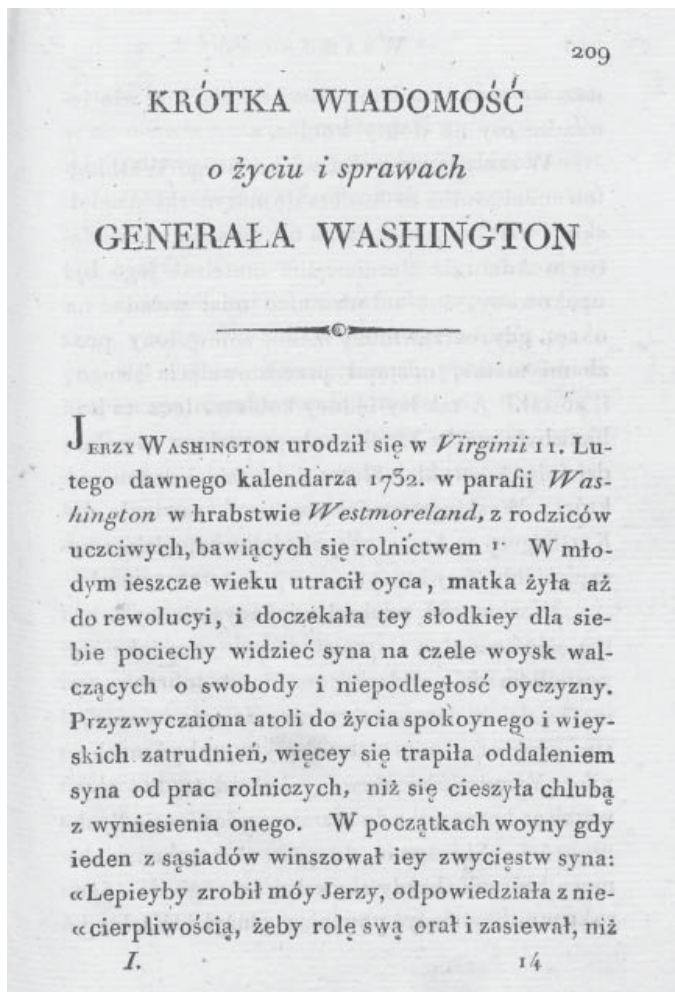 209
KRÓTKA WIADOMOŚĆ
o życiu i sprawach
GENERAŁA WASHINGTON
JERZY WASHINGTON urodził się w Virginii 11. Lu-
tego dawnego kalendarza 1732. w parafii Was-
hington w hrabstwie Westmoreland, z rodziców
uczciwych, bawiących się rolnictwem. W mło-
dym ieszcze wieku utracił oyca, matka żyła aż
do rewolucyi, i doczekała tey słodkiey dla sie-
bie pociechy widzieć syna na czele woysk wal-
czących o swobody i niepodległosć oyczyzny.
Przyzwyczaiona atoli do życia spokoynego i wiey-
skich zatrudnień, więcey się trapiła oddaleniem
syna od prac rolniczych, niż się cieszyła chlubą
z wyniesienia onego. W początkach woyny gdy
ieden z sąsiadów winszował iey zwycięstw syna:
«Lepieyby zrobił móy Jerzy, odpowiedziała z nie-
«cierpliwością, żeby rolę swą orał i zasiewał, niż
I. 14